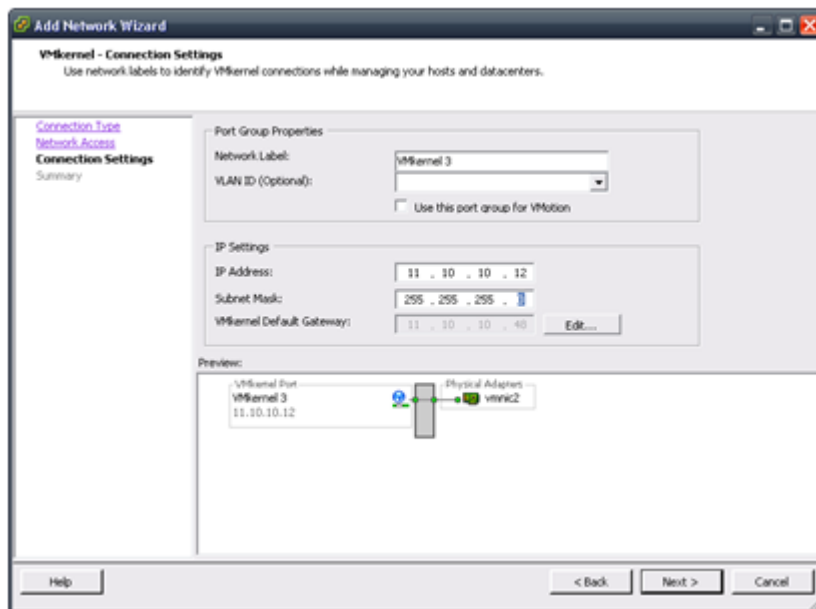 Add Network Wizard
VMkernel - Connection Settings
Use network labels to identify VMkernel connections while managing your hosts and datacenters.
Connection Type
Network Access
Connection Settings
Summary
Port Group Properties
Network Label: VMkernel 3
VLAN ID (Optional):
Use this port group for VMotion
IP Settings
IP Address: 11 . 10 . 10 . 12
Subnet Mask: 255 . 255 . 255 .
VMkernel Default Gateway: 11 . 10 . 10 . 48 Edit...
Preview:
VMkernel Port
VMkernel 3
11.10.10.12
Physical Adapters
vmnic2
Help < Back Next > Cancel